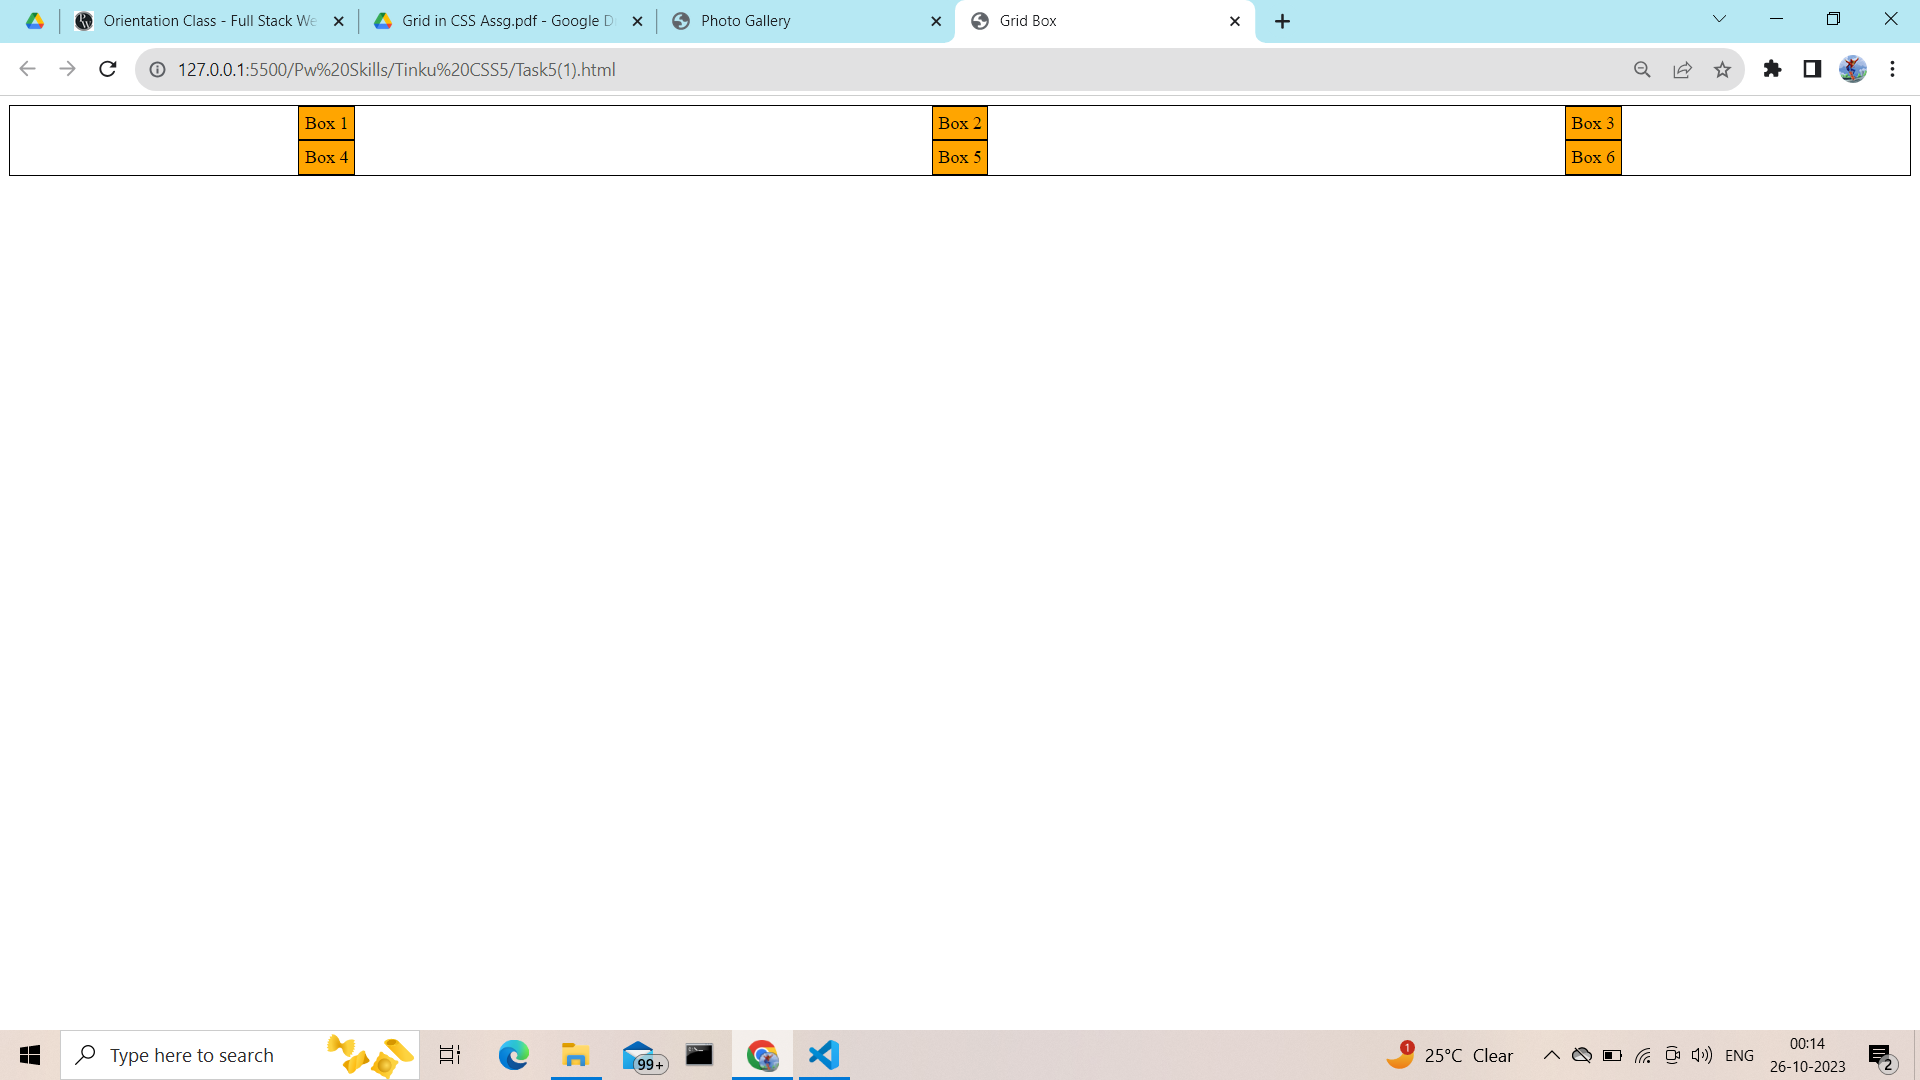 Orientation Class - Full Stack We
Grid in CSS Assg.pdf - Google D
Photo Gallery
Grid Box
127.0.0.1:5500/Pw%20Skills/Tinku%20CSS5/Task5(1).html
Box 1 Box 2 Box 3
Box 4 Box 5 Box 6
Type here to search
99+
1
25°C Clear
ENG
00:14
26-10-2023
2